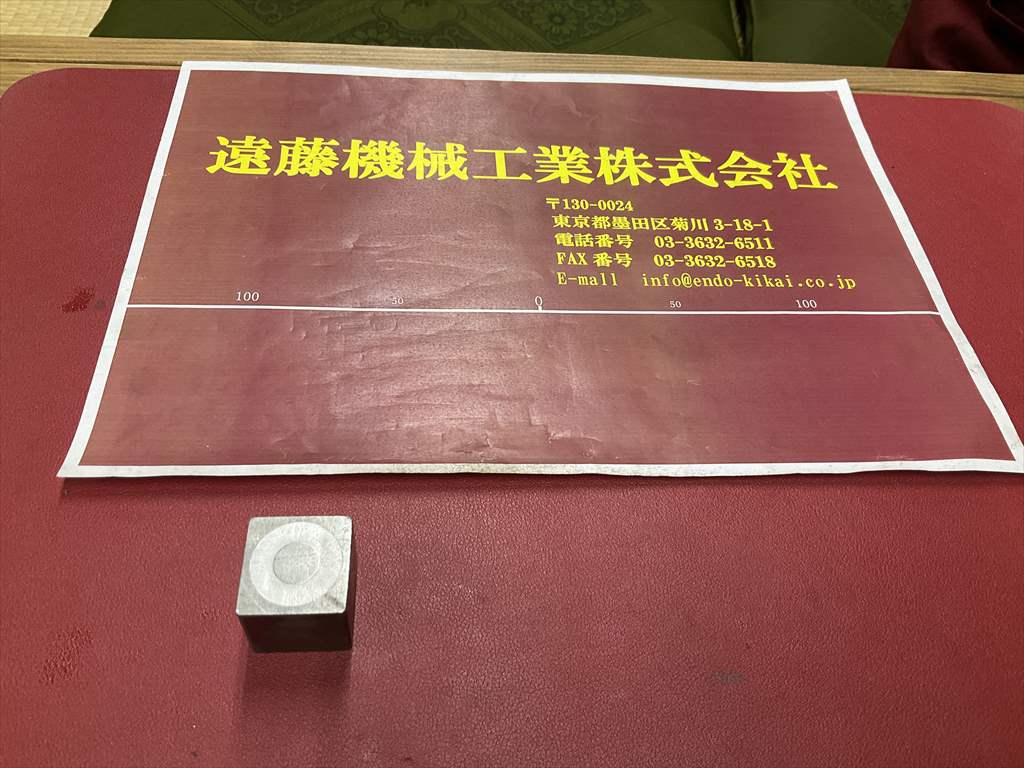 遠藤機械工業株式会社
〒130-0024
東京都墨田区菊川 3-18-1
電話番号 03-3632-6511
FAX 番号 03-3632-6518
E-mall info@endo-kikai.co.jp
100 50 0 50 100